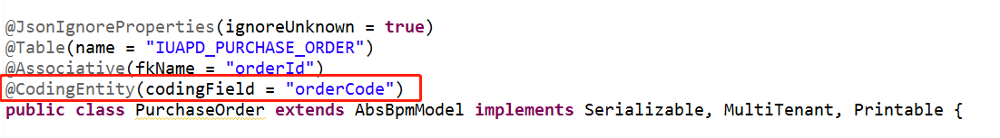 @JsonIgnoreProperties(ignoreUnknown = true)
@Table(name = "IUAPD_PURCHASE_ORDER")
@Associative(fkName = "orderId")
@CodingEntity(codingField = "orderCode")
public class PurchaseOrder extends AbsBpmModel implements Serializable, MultiTenant, Printable {